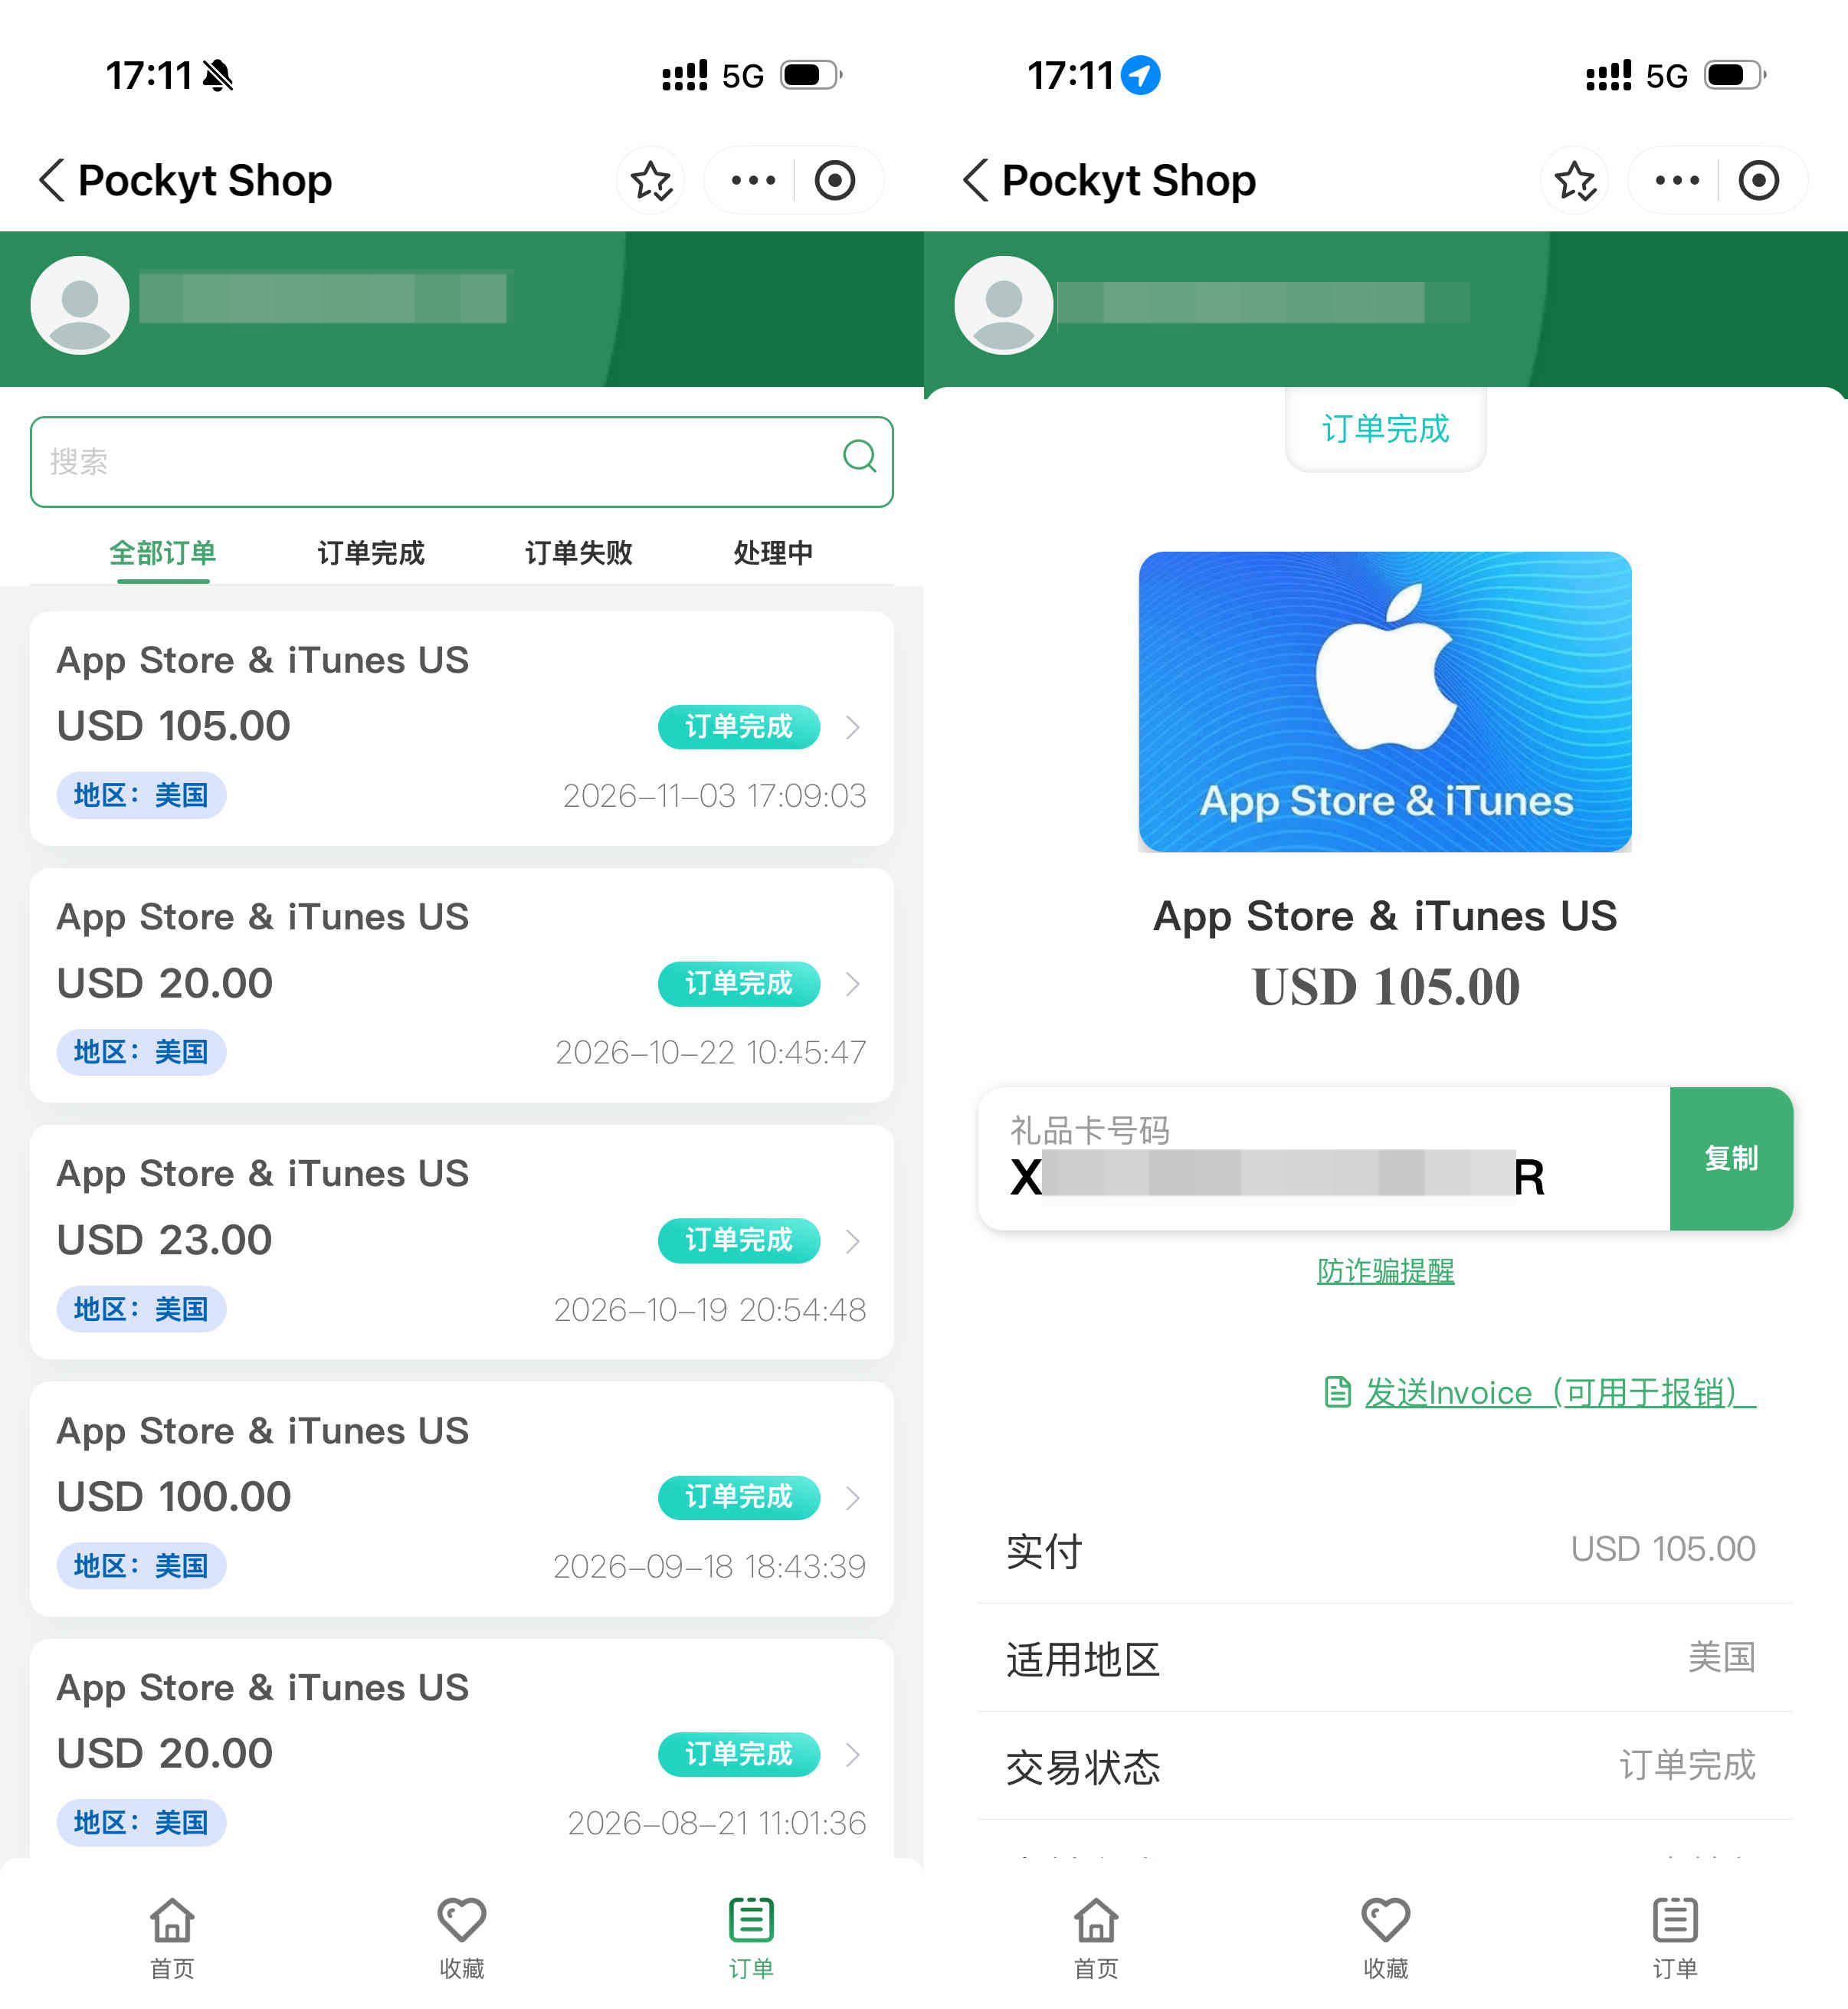 17:11
5G
Pockyt Shop
搜索
全部订单 订单完成 订单失败 处理中
App Store & iTunes US
USD 105.00
订单完成
地区：美国
2026-11-03 17:09:03
App Store & iTunes US
USD 20.00
订单完成
地区：美国
2026-10-22 10:45:47
App Store & iTunes US
USD 23.00
订单完成
地区：美国
2026-10-19 20:54:48
App Store & iTunes US
USD 100.00
订单完成
地区：美国
2026-09-18 18:43:39
App Store & iTunes US
USD 20.00
订单完成
地区：美国
2026-08-21 11:01:36
首页 收藏 订单
17:11
5G
Pockyt Shop
订单完成
App Store & iTunes
App Store & iTunes US
USD 105.00
礼品卡号码
X
R
复制
防诈骗提醒
发送Invoice（可用于报销）
实付 USD 105.00
适用地区 美国
交易状态 订单完成
首页 收藏 订单